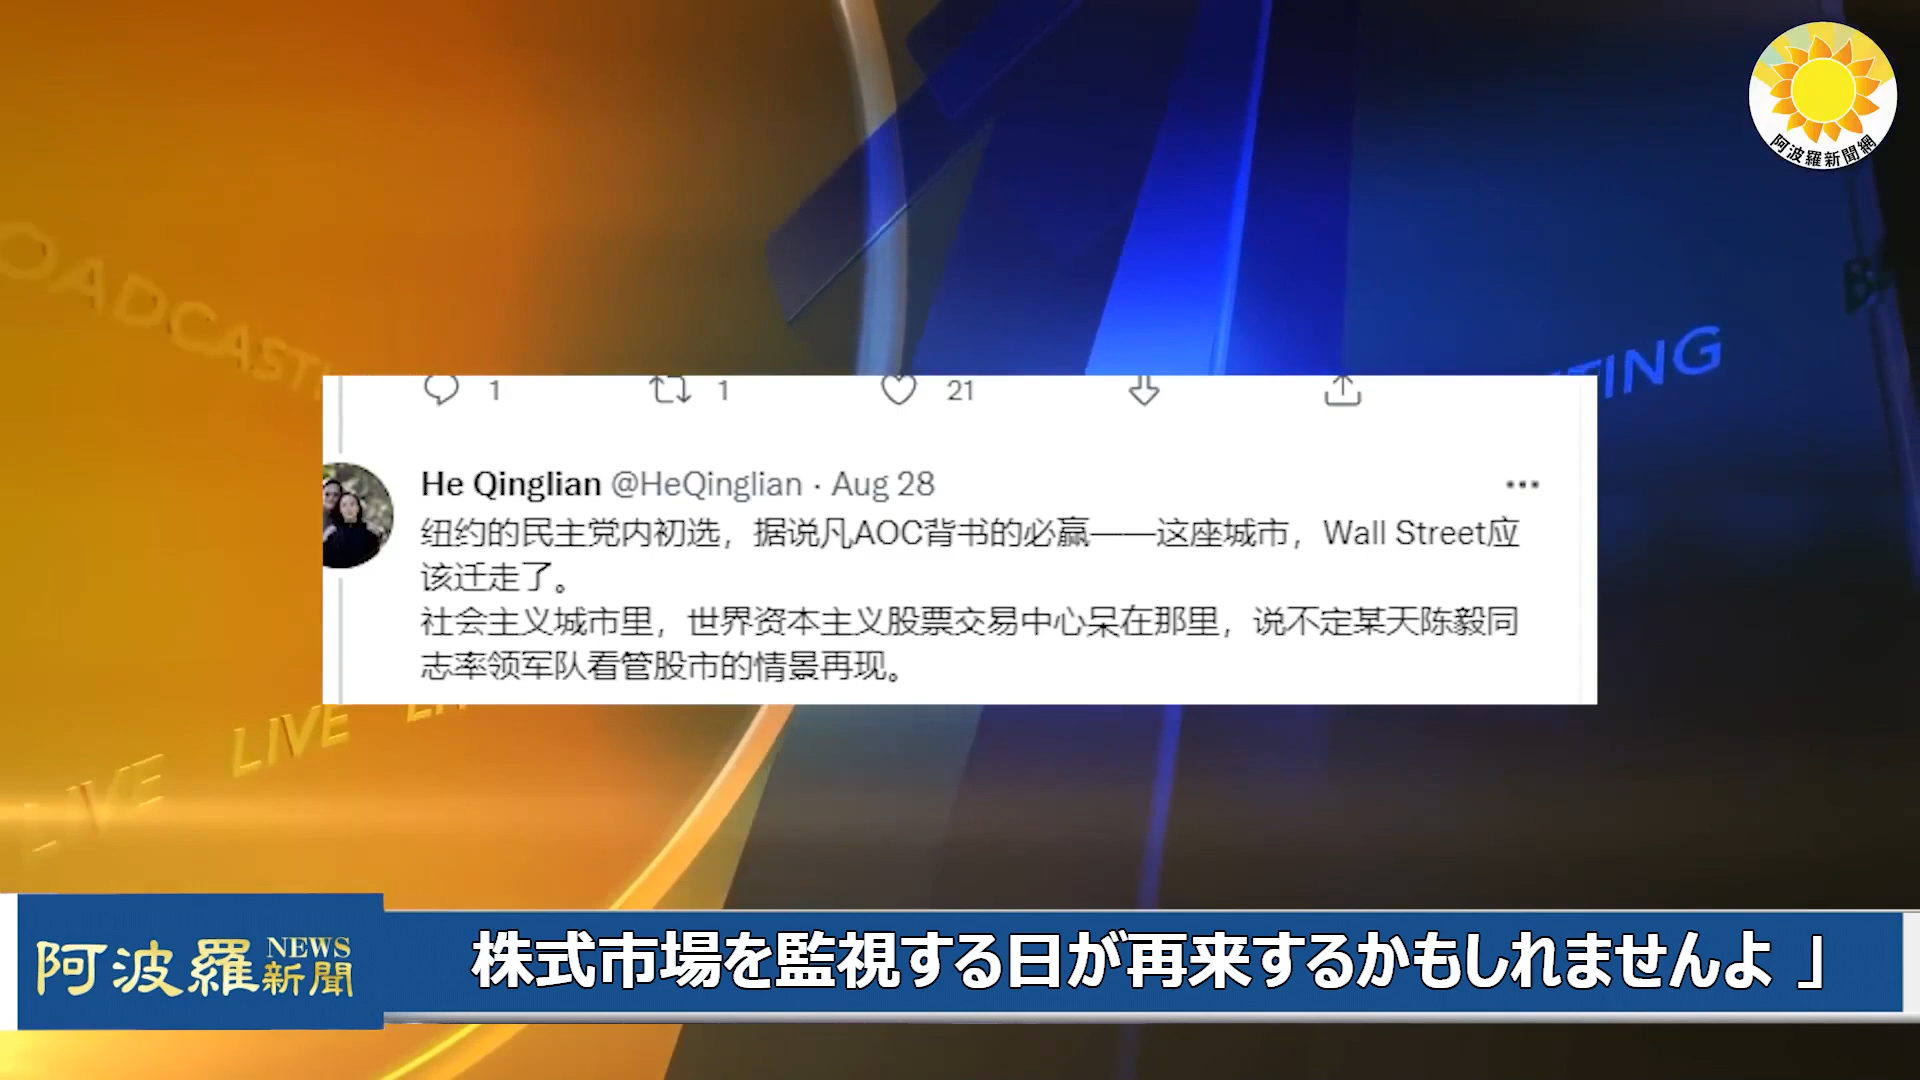 阿波羅新聞網
OADCASTI
TING
1 1 21
He Qinglian @HeQinglian · Aug 28
纽约的民主党内初选，据说凡AOC背书的必赢——这座城市，Wall Street应
该迁走了。
社会主义城市里，世界资本主义股票交易中心呆在那里，说不定某天陈毅同
志率领军队看管股市的情景再现。
LIVE
LIVE
阿波羅 NEWS 新聞
株式市場を監視する日が再来するかもしれませんよ 」